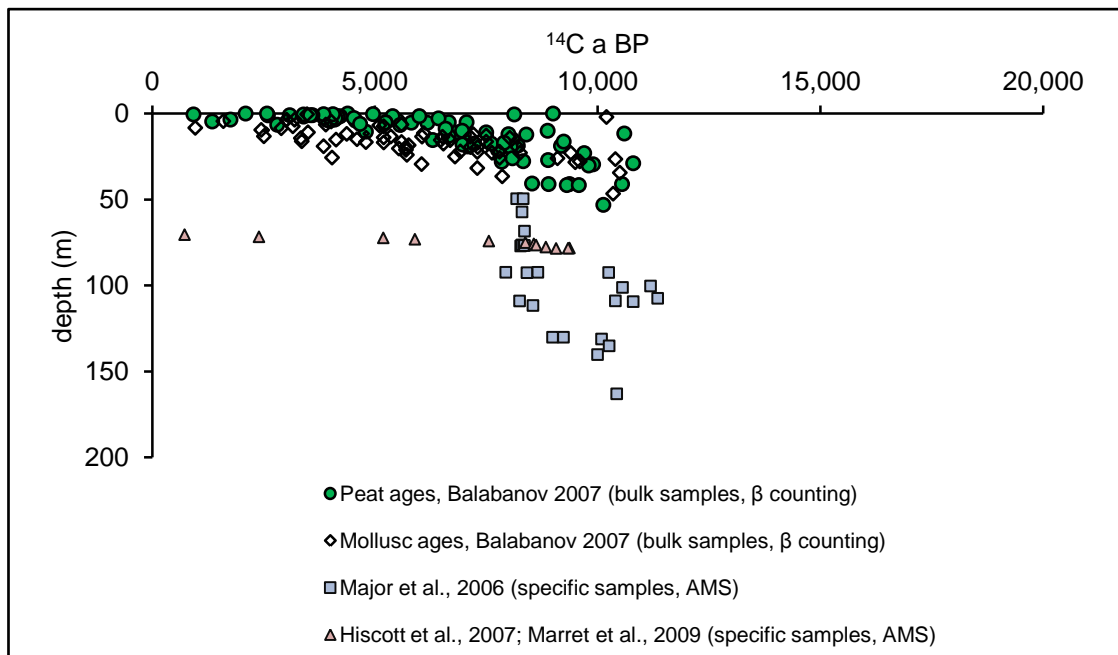 ¹⁴C a BP
0 5,000 10,000 15,000 20,000
0
50
100
150
200
depth (m)
Peat ages, Balabanov 2007 (bulk samples, β counting)
Mollusc ages, Balabanov 2007 (bulk samples, β counting)
Major et al., 2006 (specific samples, AMS)
Hiscott et al., 2007; Marret et al., 2009 (specific samples, AMS)